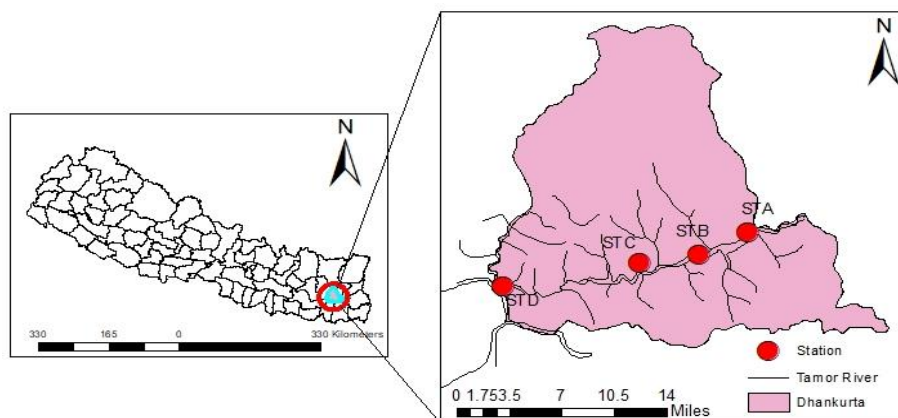 N
330 165 0 330 Kilometers
N
STA
STB
STC
STD
Station
Tamor River
Dhankurta
0 1.753.5 7 10.5 14
Miles